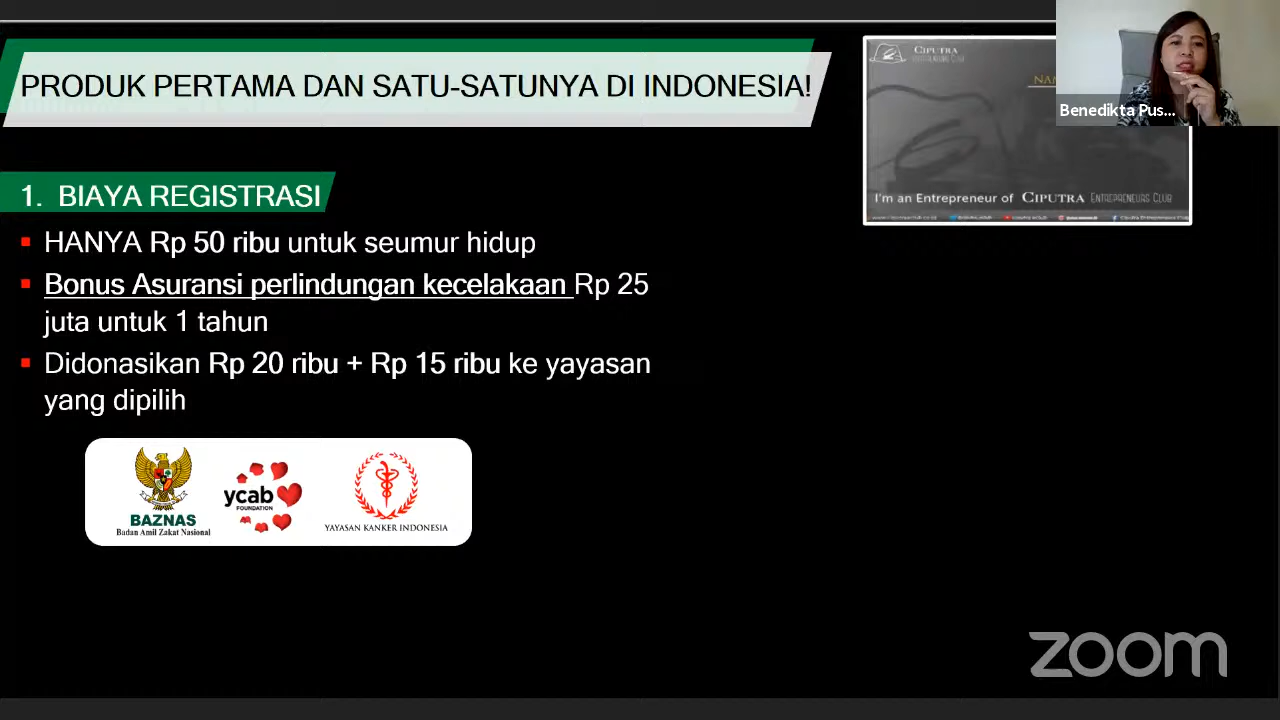 PRODUK PERTAMA DAN SATU-SATUNYA DI INDONESIA!
CIPUTRA
ENTREPRENEURS CLUB
NAM
Benedikta Pus...
I'm an Entrepreneur of CIPUTRA ENTREPRENEURS CLUB
1. BIAYA REGISTRASI
HANYA Rp 50 ribu untuk seumur hidup
Bonus Asuransi perlindungan kecelakaan Rp 25
juta untuk 1 tahun
Didonasikan Rp 20 ribu + Rp 15 ribu ke yayasan
yang dipilih
BAZNAS
Badan Amil Zakat Nasional
ycab
FOUNDATION
YAYASAN KANKER INDONESIA
zoom